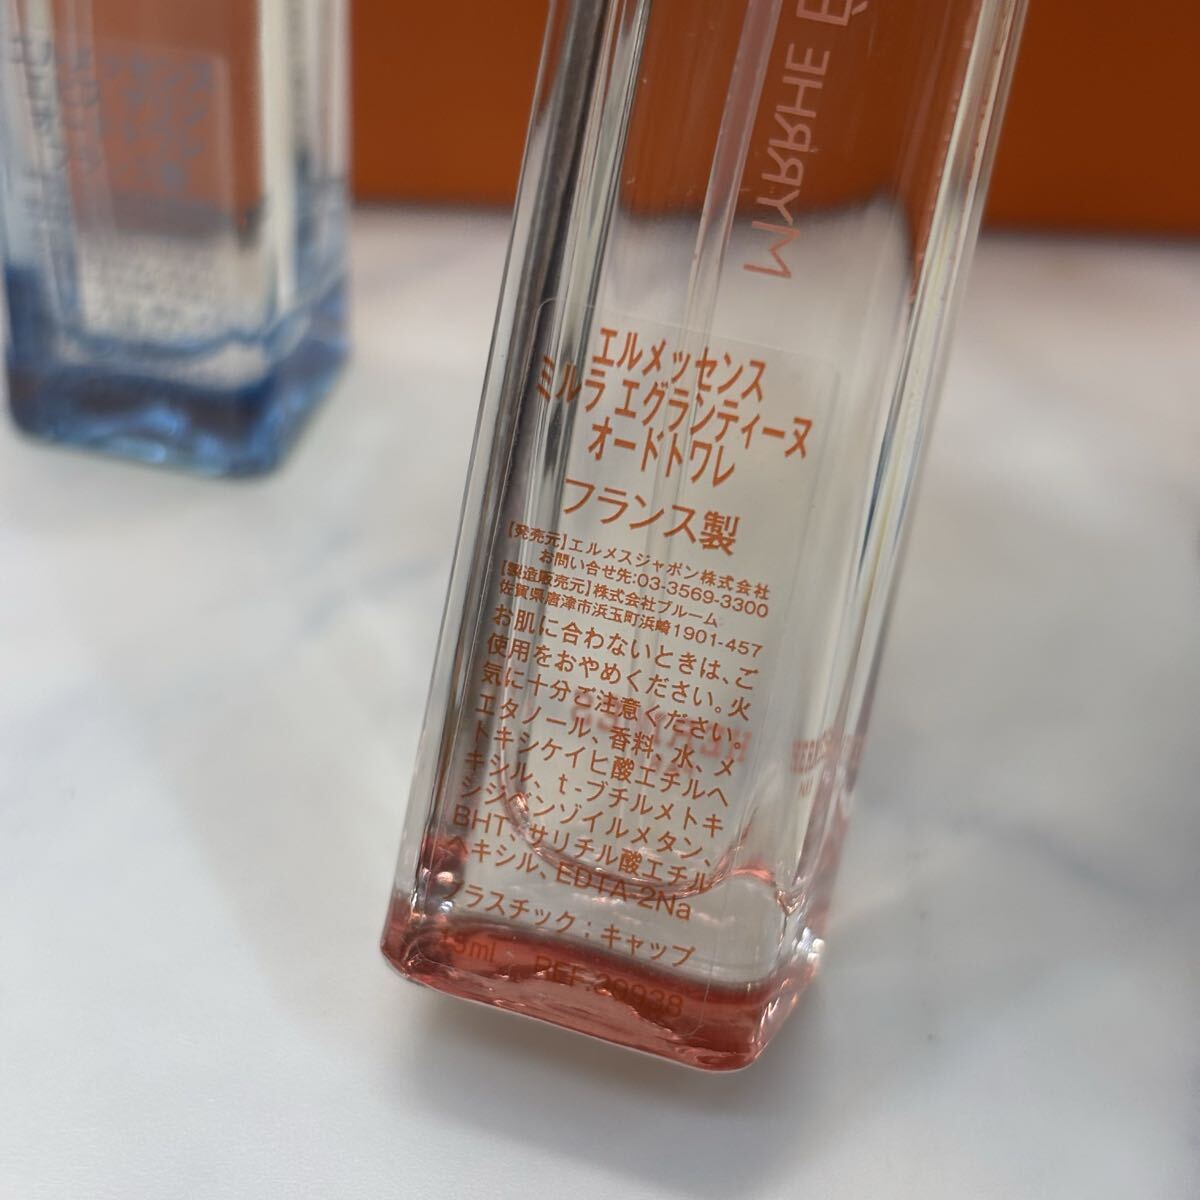 MYRRHE É
エルメッセンス
ミルラ エグランティーヌ
オードトワレ
フランス製
【発売元】エルメスジャポン株式会社
お問い合せ先:03-3569-3300
【製造販売元】株式会社ブルーム
佐賀県唐津市浜玉町浜崎1901-457
お肌に合わないときは、ご
使用をおやめください。火
気に十分ご注意ください。
エタノール、香料、水、メ
トキシケイヒ酸エチルヘ
キシル、t-ブチルメトキ
シジベンゾイルメタン、
BHT、サリチル酸エチル
ヘキシル、EDTA-2Na
プラスチック:キャップ
15ml REF.39938